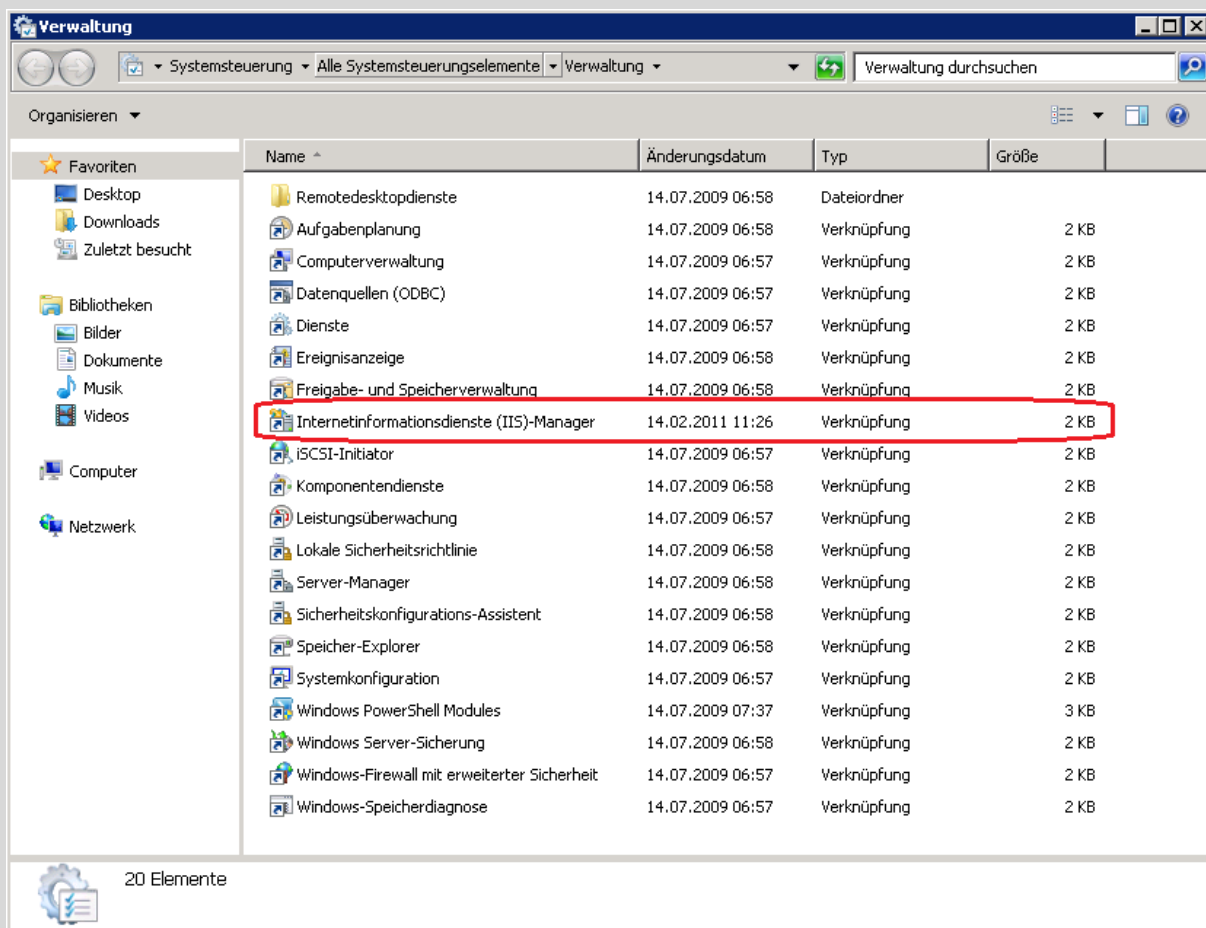 Verwaltung
Systemsteuerung Alle Systemsteuerungselemente Verwaltung Verwaltung durchsuchen
Organisieren
Favoriten
Desktop
Downloads
Zuletzt besucht
Bibliotheken
Bilder
Dokumente
Musik
Videos
Computer
Netzwerk
Name Änderungsdatum Typ Größe
Remotedesktopdienste 14.07.2009 06:58 Dateiordner
Aufgabenplanung 14.07.2009 06:58 Verknüpfung 2 KB
Computerverwaltung 14.07.2009 06:57 Verknüpfung 2 KB
Datenquellen (ODBC) 14.07.2009 06:57 Verknüpfung 2 KB
Dienste 14.07.2009 06:57 Verknüpfung 2 KB
Ereignisanzeige 14.07.2009 06:57 Verknüpfung 2 KB
Freigabe- und Speicherverwaltung 14.07.2009 06:58 Verknüpfung 2 KB
Internetinformationsdienste (IIS)-Manager 14.02.2011 11:26 Verknüpfung 2 KB
iSCSI-Initiator 14.07.2009 06:57 Verknüpfung 2 KB
Komponentendienste 14.07.2009 06:58 Verknüpfung 2 KB
Leistungsüberwachung 14.07.2009 06:57 Verknüpfung 2 KB
Lokale Sicherheitsrichtlinie 14.07.2009 06:58 Verknüpfung 2 KB
Server-Manager 14.07.2009 06:58 Verknüpfung 2 KB
Sicherheitskonfigurations-Assistent 14.07.2009 06:58 Verknüpfung 2 KB
Speicher-Explorer 14.07.2009 06:58 Verknüpfung 2 KB
Systemkonfiguration 14.07.2009 06:57 Verknüpfung 2 KB
Windows PowerShell Modules 14.07.2009 07:37 Verknüpfung 3 KB
Windows Server-Sicherung 14.07.2009 06:58 Verknüpfung 2 KB
Windows-Firewall mit erweiterter Sicherheit 14.07.2009 06:57 Verknüpfung 2 KB
Windows-Speicherdiagnose 14.07.2009 06:57 Verknüpfung 2 KB
20 Elemente